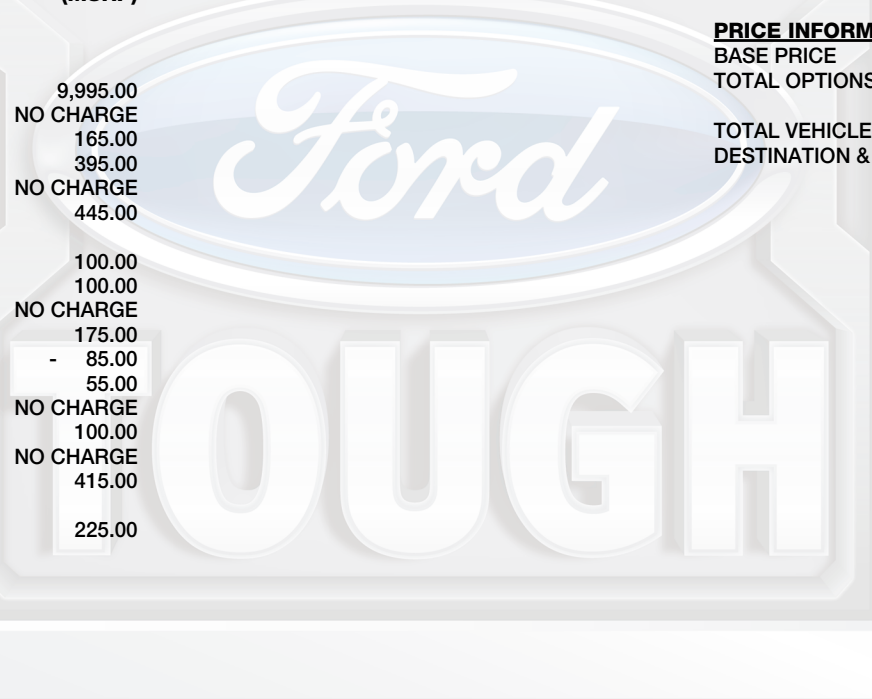 (MSRP)
9,995.00
NO CHARGE
165.00
395.00
NO CHARGE
445.00
100.00
100.00
NO CHARGE
175.00
- 85.00
55.00
NO CHARGE
100.00
NO CHARGE
415.00
225.00
PRICE INFORM
BASE PRICE
TOTAL OPTIONS
TOTAL VEHICLE
DESTINATION &
Ford
TOUGH